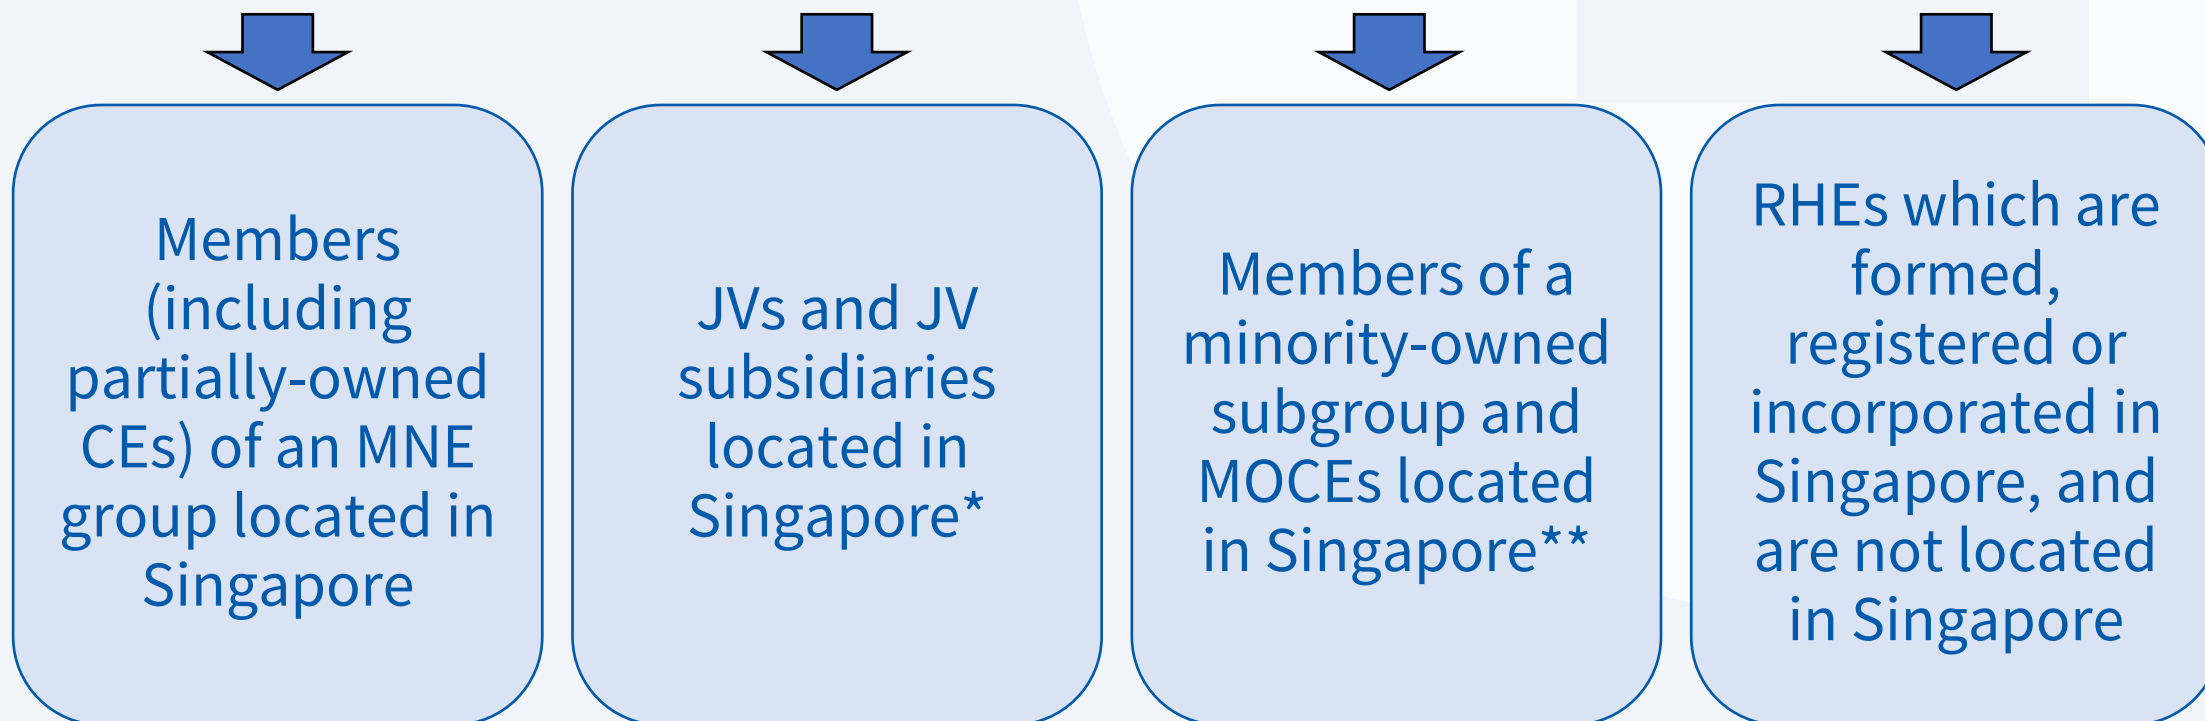 Members
(including
partially-owned
CEs) of an MNE
group located in
Singapore
JVs and JV
subsidiaries
located in
Singapore*
Members of a
minority-owned
subgroup and
MOCEs located
in Singapore**
RHEs which are
formed,
registered or
incorporated in
Singapore, and
are not located
in Singapore